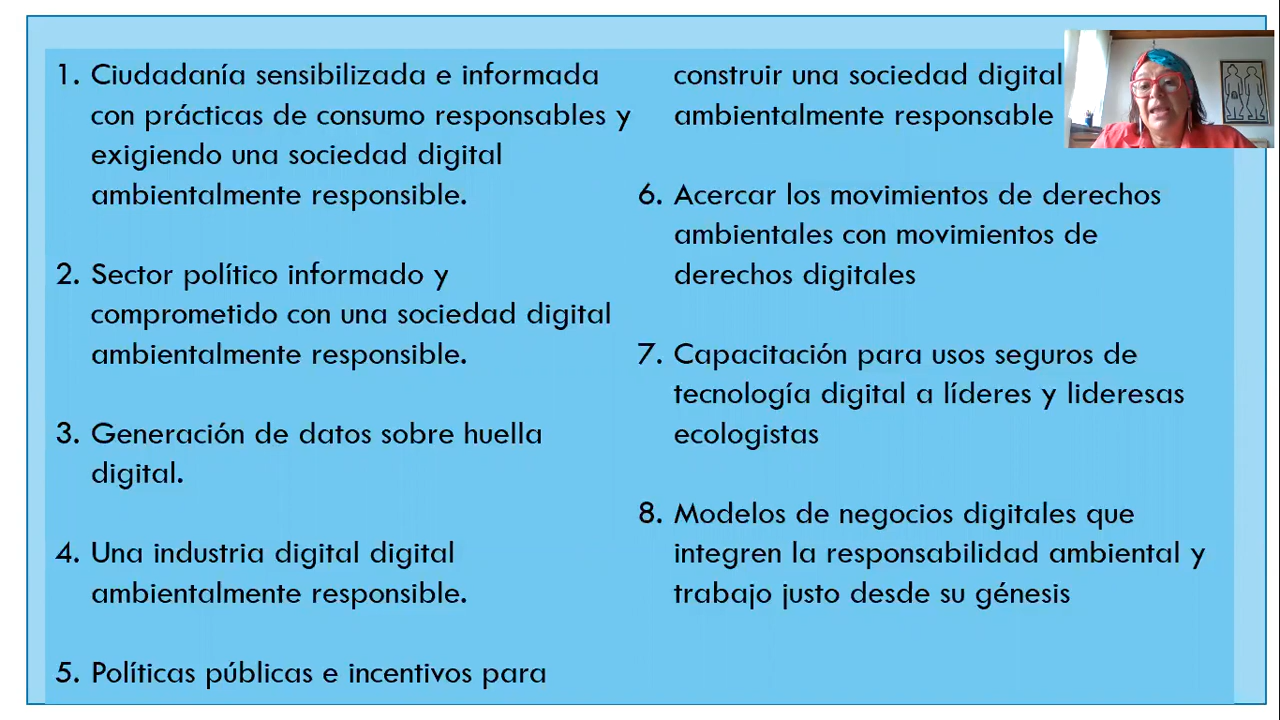 1. Ciudadanía sensibilizada e informada
con prácticas de consumo responsables y
exigiendo una sociedad digital
ambientalmente responsible.
2. Sector político informado y
comprometido con una sociedad digital
ambientalmente responsible.
3. Generación de datos sobre huella
digital.
4. Una industria digital digital
ambientalmente responsible.
5. Políticas públicas e incentivos para
construir una sociedad digital
ambientalmente responsable
6. Acercar los movimientos de derechos
ambientales con movimientos de
derechos digitales
7. Capacitación para usos seguros de
tecnología digital a líderes y lideresas
ecologistas
8. Modelos de negocios digitales que
integren la responsabilidad ambiental y
trabajo justo desde su génesis